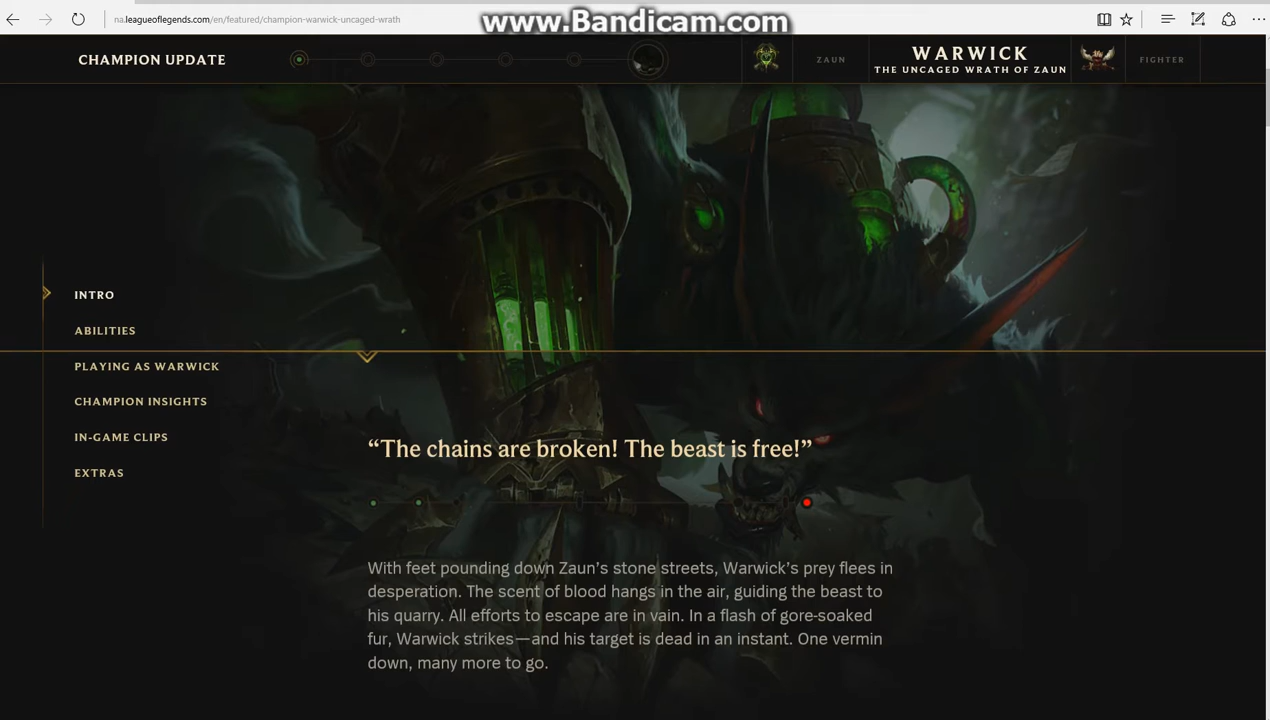 www.Bandicam.com
na.leagueoflegends.com/en/featured/champion-warwick-uncaged-wrath
CHAMPION UPDATE
ZAUN
WARWICK
THE UNCAGED WRATH OF ZAUN
FIGHTER
INTRO
ABILITIES
PLAYING AS WARWICK
CHAMPION INSIGHTS
IN-GAME CLIPS
EXTRAS
“The chains are broken! The beast is free!”
With feet pounding down Zaun’s stone streets, Warwick’s prey flees in
desperation. The scent of blood hangs in the air, guiding the beast to
his quarry. All efforts to escape are in vain. In a flash of gore-soaked
fur, Warwick strikes—and his target is dead in an instant. One vermin
down, many more to go.